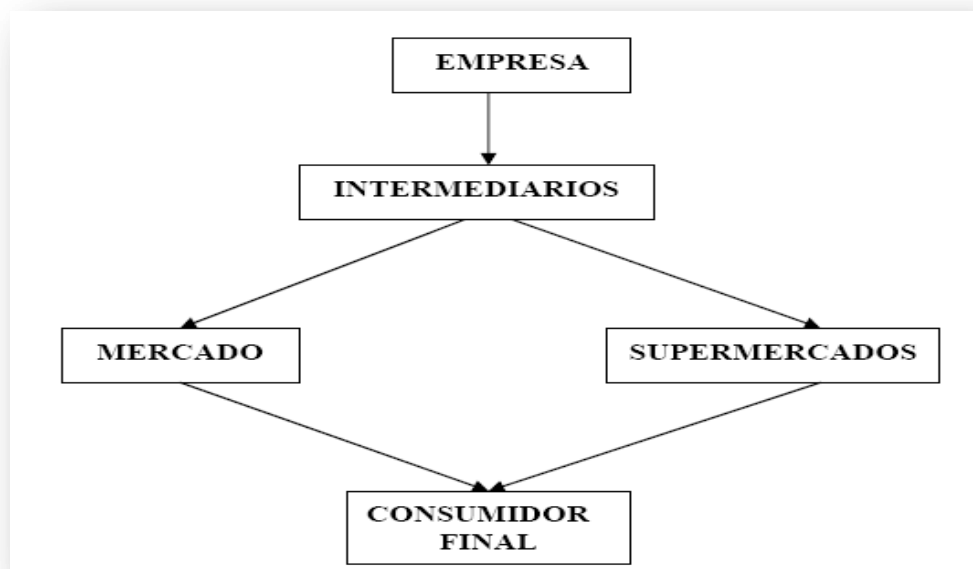 EMPRESA
INTERMEDIARIOS
MERCADO
SUPERMERCADOS
CONSUMIDOR
FINAL